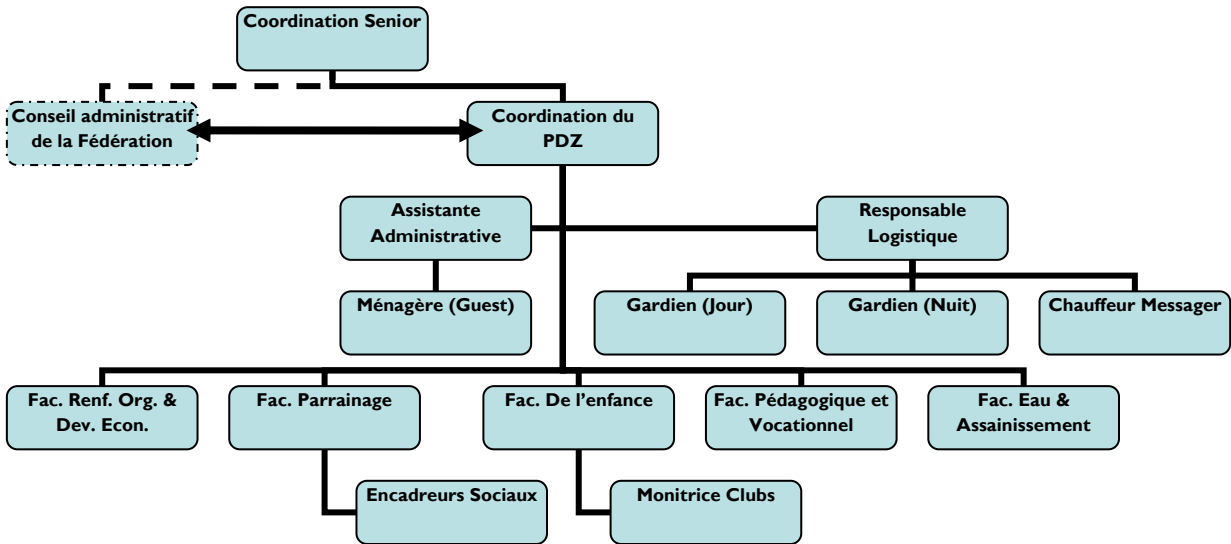 Coordination Senior
Conseil administratif
de la Fédération
Coordination du
PDZ
Assistante
Administrative
Responsable
Logistique
Ménagère (Guest)
Gardien (Jour)
Gardien (Nuit)
Chauffeur Messager
Fac. Renf. Org. &
Dev. Econ.
Fac. Parrainage
Fac. De l'enfance
Fac. Pédagogique et
Vocationnel
Fac. Eau &
Assainissement
Encadreurs Sociaux
Monitrice Clubs